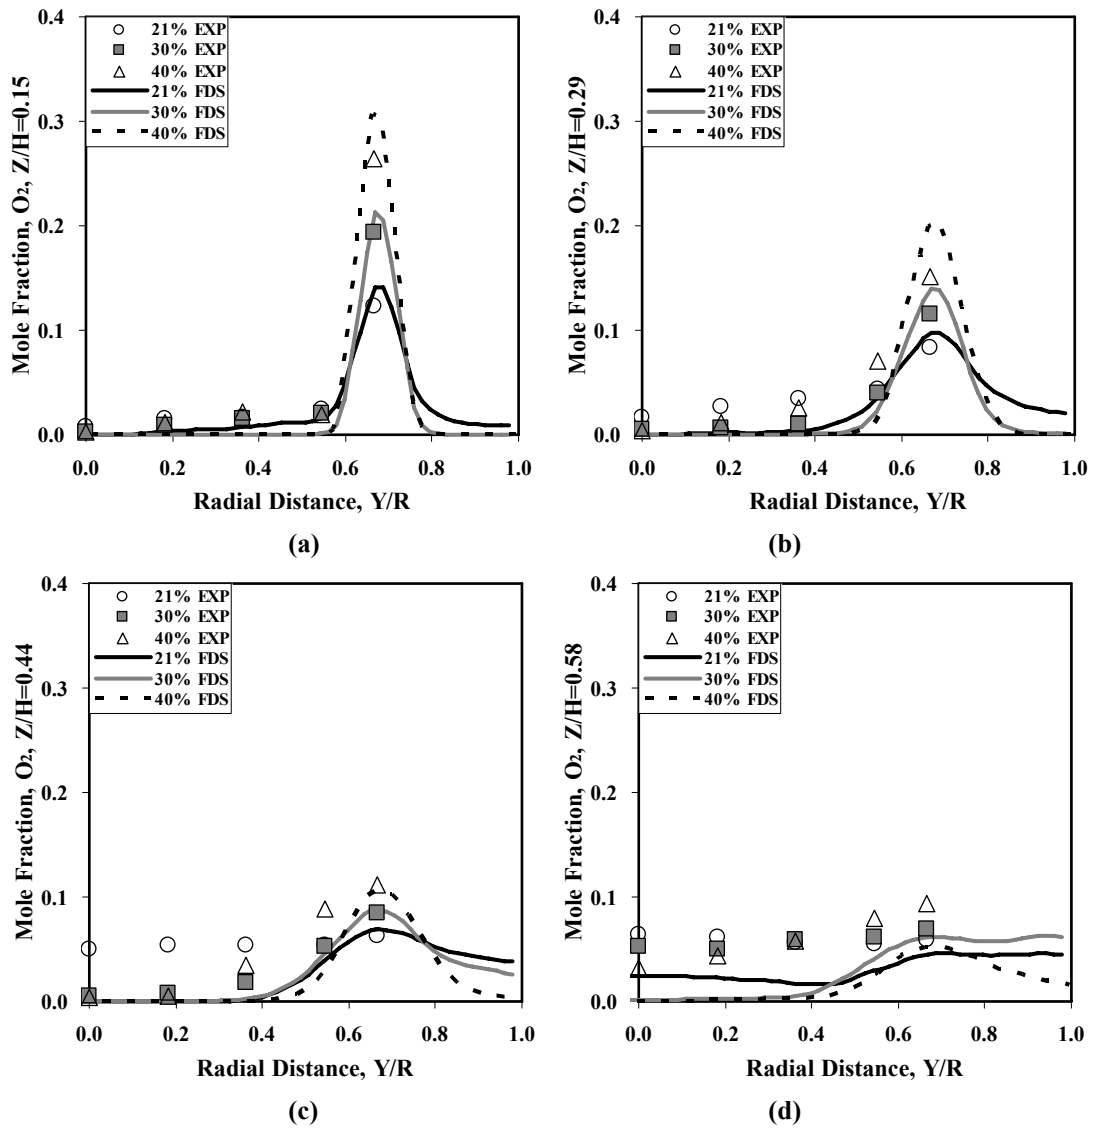 Mole Fraction, O2, Z/H=0.15
0.4
0.3
0.2
0.1
0.0
21% EXP
30% EXP
40% EXP
21% FDS
30% FDS
40% FDS
0.0 0.2 0.4 0.6 0.8 1.0
Radial Distance, Y/R
(a)
Mole Fraction, O2, Z/H=0.29
0.4
0.3
0.2
0.1
0.0
21% EXP
30% EXP
40% EXP
21% FDS
30% FDS
40% FDS
0.0 0.2 0.4 0.6 0.8 1.0
Radial Distance, Y/R
(b)
Mole Fraction, O2, Z/H=0.44
0.4
0.3
0.2
0.1
0.0
21% EXP
30% EXP
40% EXP
21% FDS
30% FDS
40% FDS
0.0 0.2 0.4 0.6 0.8 1.0
Radial Distance, Y/R
(c)
Mole Fraction, O2, Z/H=0.58
0.4
0.3
0.2
0.1
0.0
21% EXP
30% EXP
40% EXP
21% FDS
30% FDS
40% FDS
0.0 0.2 0.4 0.6 0.8 1.0
Radial Distance, Y/R
(d)